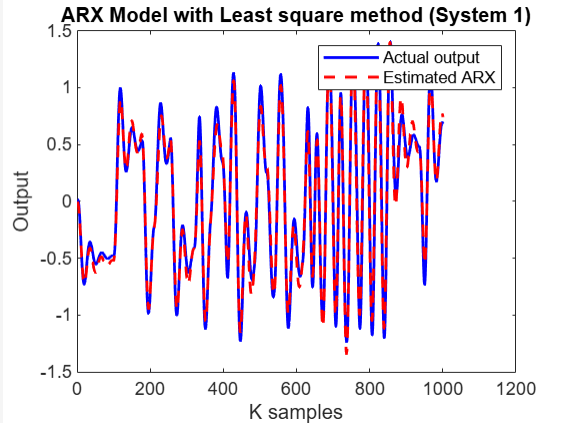 ARX Model with Least square method (System 1)
1.5
Actual output
Estimated ARX
1
0.5
0
-0.5
-1
-1.5
Output
0 200 400 600 800 1000 1200
K samples